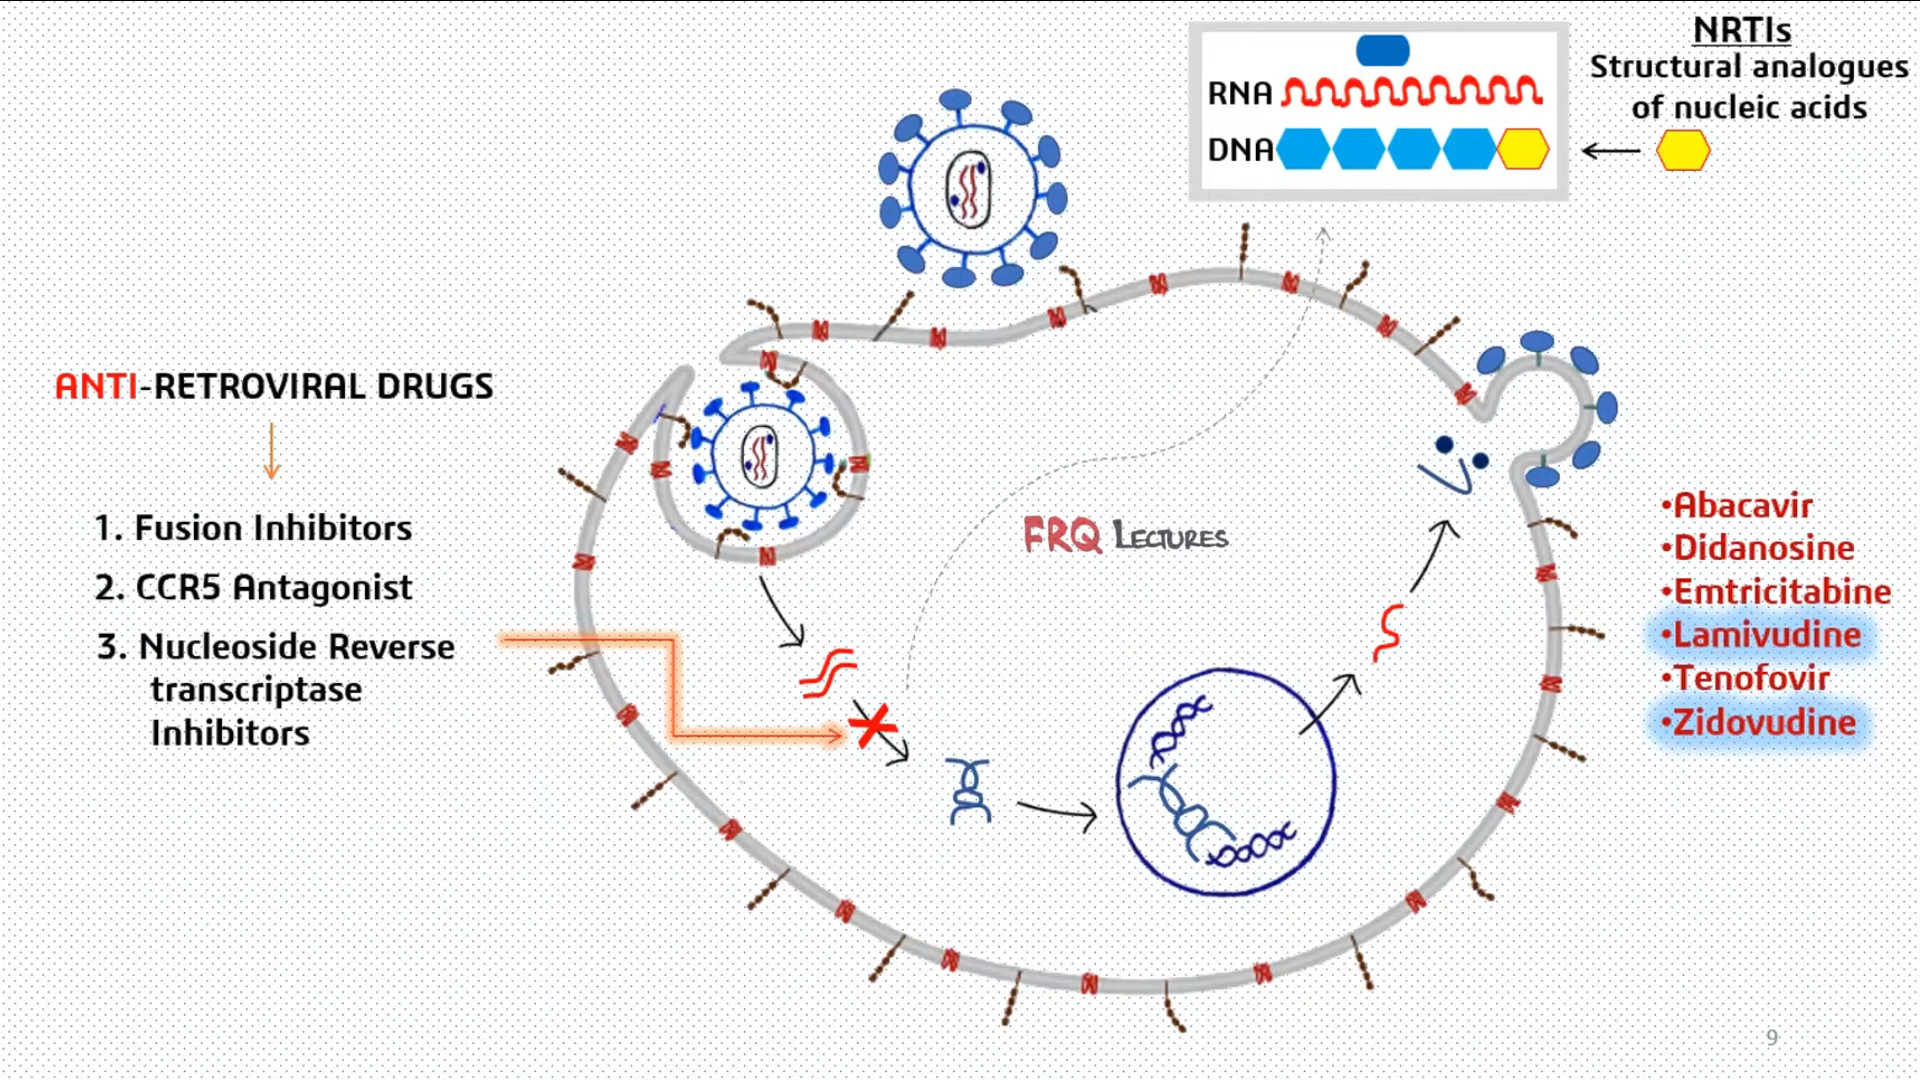 NRTIs
Structural analogues
of nucleic acids
RNA
DNA
ANTI-RETROVIRAL DRUGS
1. Fusion Inhibitors
2. CCR5 Antagonist
3. Nucleoside Reverse
transcriptase
Inhibitors
FRQ LECTURES
•Abacavir
•Didanosine
•Emtricitabine
•Lamivudine
•Tenofovir
•Zidovudine
9